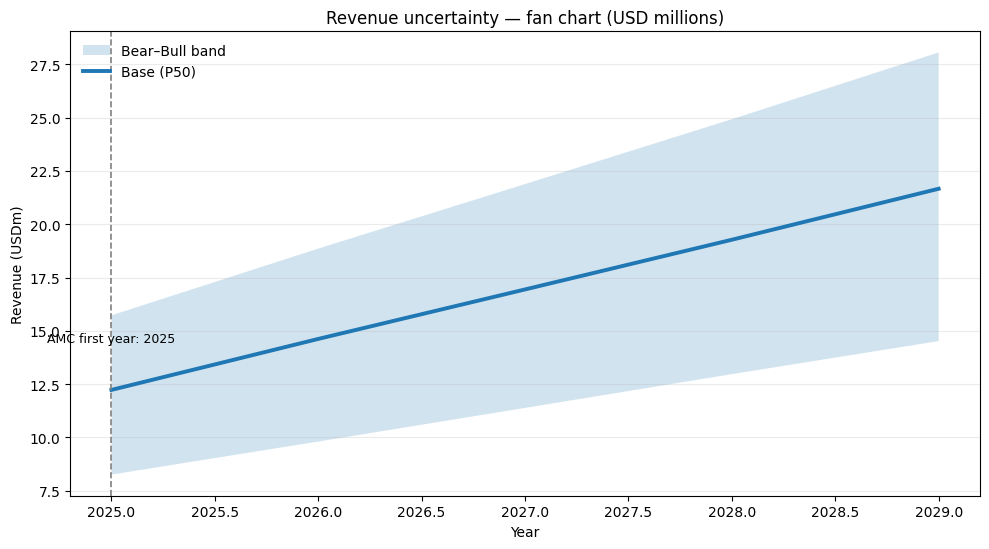 Revenue uncertainty — fan chart (USD millions)
Bear–Bull band
Base (P50)
Revenue (USDm)
27.5
25.0
22.5
20.0
17.5
15.0
12.5
10.0
7.5
AMC first year: 2025
2025.0 2025.5 2026.0 2026.5 2027.0 2027.5 2028.0 2028.5 2029.0
Year